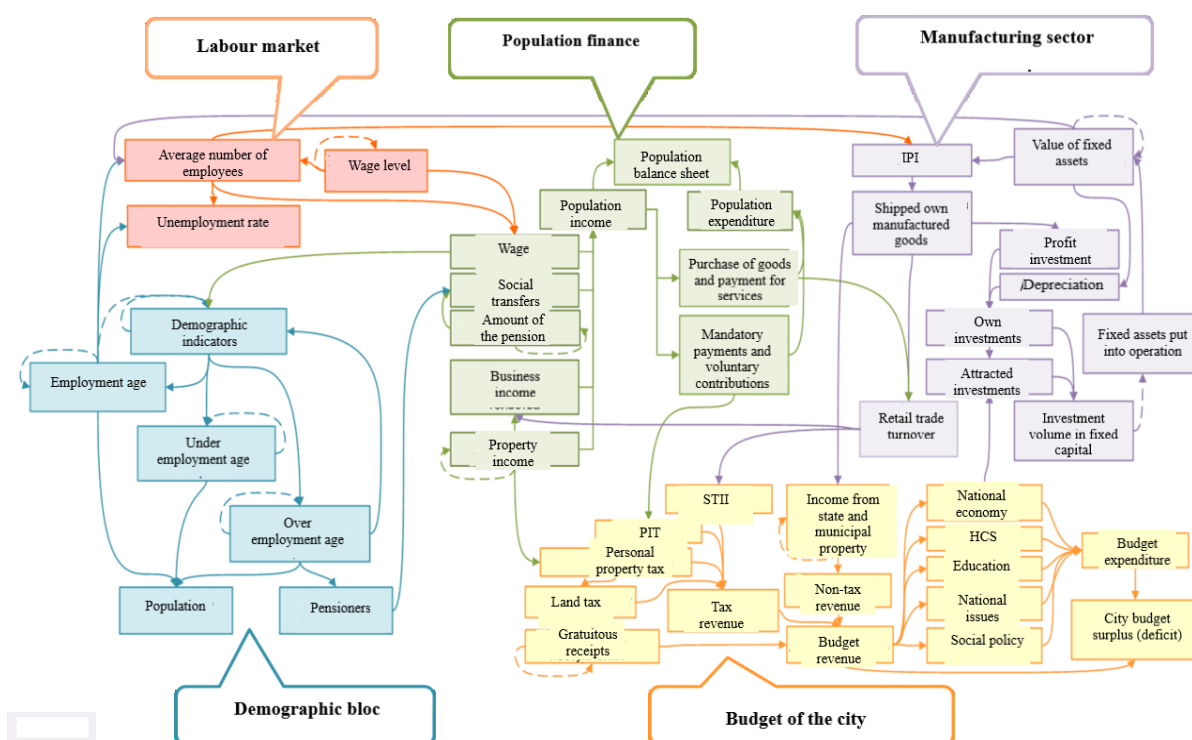 Labour market
Population finance
Manufacturing sector
Average number of
employees
Wage level
Unemployment rate
Population
balance sheet
Population
income
Population
expenditure
Wage
Social
transfers
Amount of
the pension
Business
income
Property
income
Purchase of goods
and payment for
services
Mandatory
payments and
voluntary
contributions
IPI
Value of fixed
assets
Shipped own
manufactured
goods
Profit
investment
/Depreciation
Own
investments
Attracted
investments
Fixed assets put
into operation
Investment
volume in fixed
capital
Retail trade
turnover
Demographic
indicators
Employment age
Under
employment age
Over
employment age
Population
Pensioners
STII
PIT
Personal
property tax
Land tax
Gratuitous
receipts
Tax
revenue
Income from
state and
municipal
property
Non-tax
revenue
Budget
revenue
National
economy
HCS
Education
National
issues
Social policy
Budget
expenditure
City budget
surplus (deficit)
Demographic bloc
Budget of the city